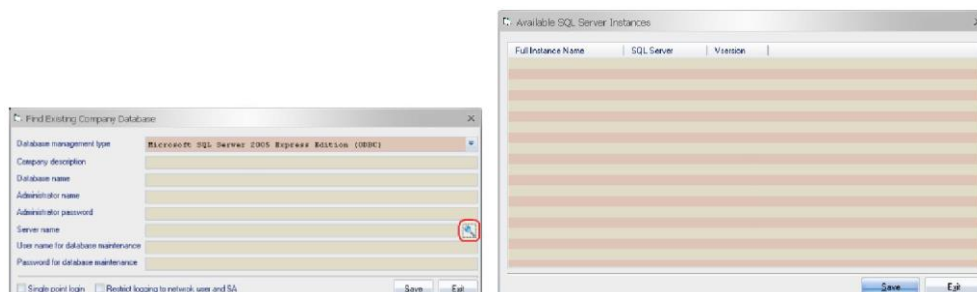 Available SQL Server Instances
Full Instance Name SQL Server Vsersion
Save Exit
Find Existing Company Database
Database management type Microsoft SQL Server 2005 Express Edition (ODBC)
Company description
Database name
Administrator name
Administrator password
Server name
User name for database maintenance
Password for database maintenance
Single point login Restrict logging to network user and SA
Save Exit